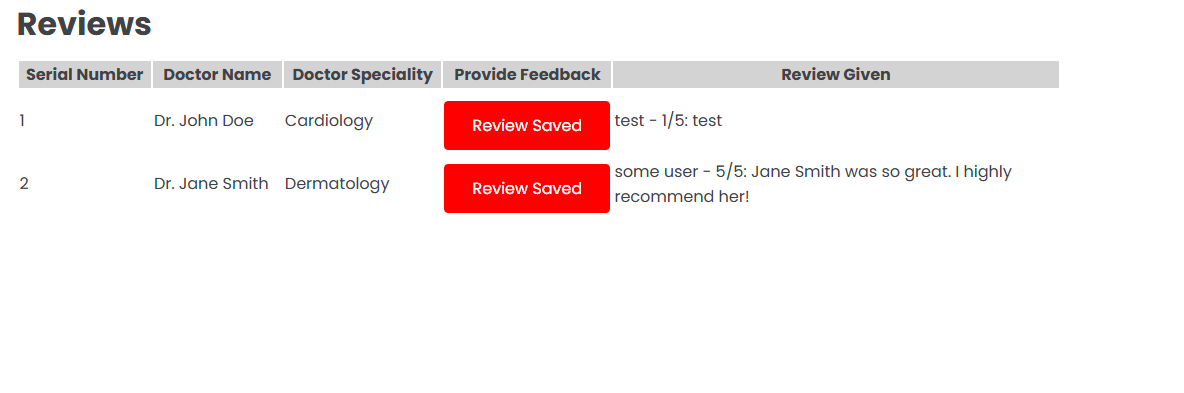 Reviews
Serial Number Doctor Name Doctor Speciality Provide Feedback Review Given
1 Dr. John Doe Cardiology Review Saved test - 1/5: test
2 Dr. Jane Smith Dermatology Review Saved some user - 5/5: Jane Smith was so great. I highly
recommend her!